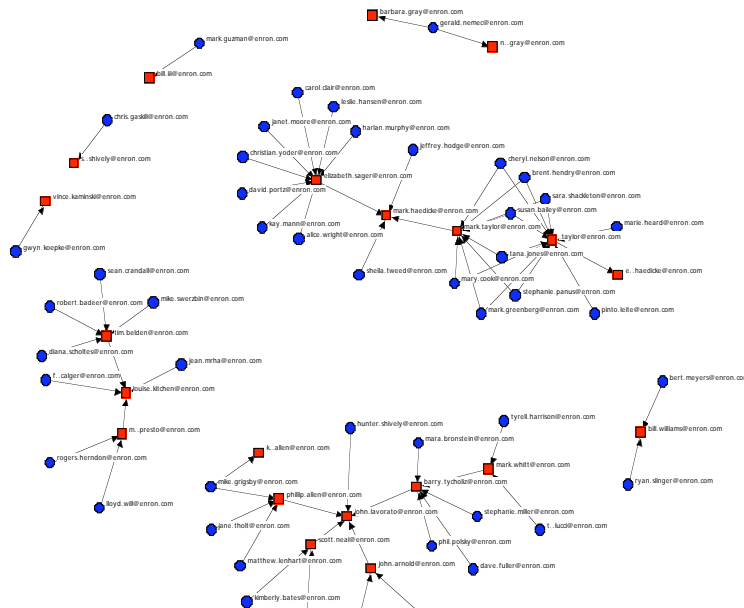 barbara.gray@enron.com
gerald.nemec@enron.com
mark.guzman@enron.com
n..gray@enron.com
bill.iii@enron.com
carol.clair@enron.com
leslie.hansen@enron.com
chris.gaskill@enron.com
janet.moore@enron.com
harlan.murphy@enron.com
jeffrey.hodge@enron.com
s..shively@enron.com
christian.yoder@enron.com
cheryl.nelson@enron.com
brent.hendry@enron.com
elizabeth.sager@enron.com
david.portz@enron.com
sara.shackleton@enron.com
vince.kaminski@enron.com
mark.haedicke@enron.com
susan.bailey@enron.com
kay.mann@enron.com
mark.taylor@enron.com
marie.heard@enron.com
alice.wright@enron.com
.taylor@enron.com
gwyn.koepke@enron.com
tana.jones@enron.com
sean.crandall@enron.com
sheila.tweed@enron.com
e..haedicke@enron.com
mary.cook@enron.com
stephanie.panus@enron.com
robert.badeer@enron.com
mike.swerzbin@enron.com
mark.greenberg@enron.com
pinto.leite@enron.com
tim.belden@enron.com
diana.scholtes@enron.com
jean.mrha@enron.com
f..calger@enron.com
bert.meyers@enron.com
louise.kitchen@enron.com
tyrell.harrison@enron.com
hunter.shively@enron.com
m..presto@enron.com
bill.williams@enron.com
mara.bronstein@enron.com
k..allen@enron.com
rogers.herndon@enron.com
mark.whitt@enron.com
mike.grigsby@enron.com
barry.tycholiz@enron.com
ryan.slinger@enron.com
phillip.allen@enron.com
lloyd.will@enron.com
john.lavorato@enron.com
stephanie.miller@enron.com
jane.tholt@enron.com
t..lucci@enron.com
scott.neal@enron.com
phil.polsky@enron.com
matthew.lenhart@enron.com
john.arnold@enron.com
dave.fuller@enron.com
kimberly.bates@enron.com